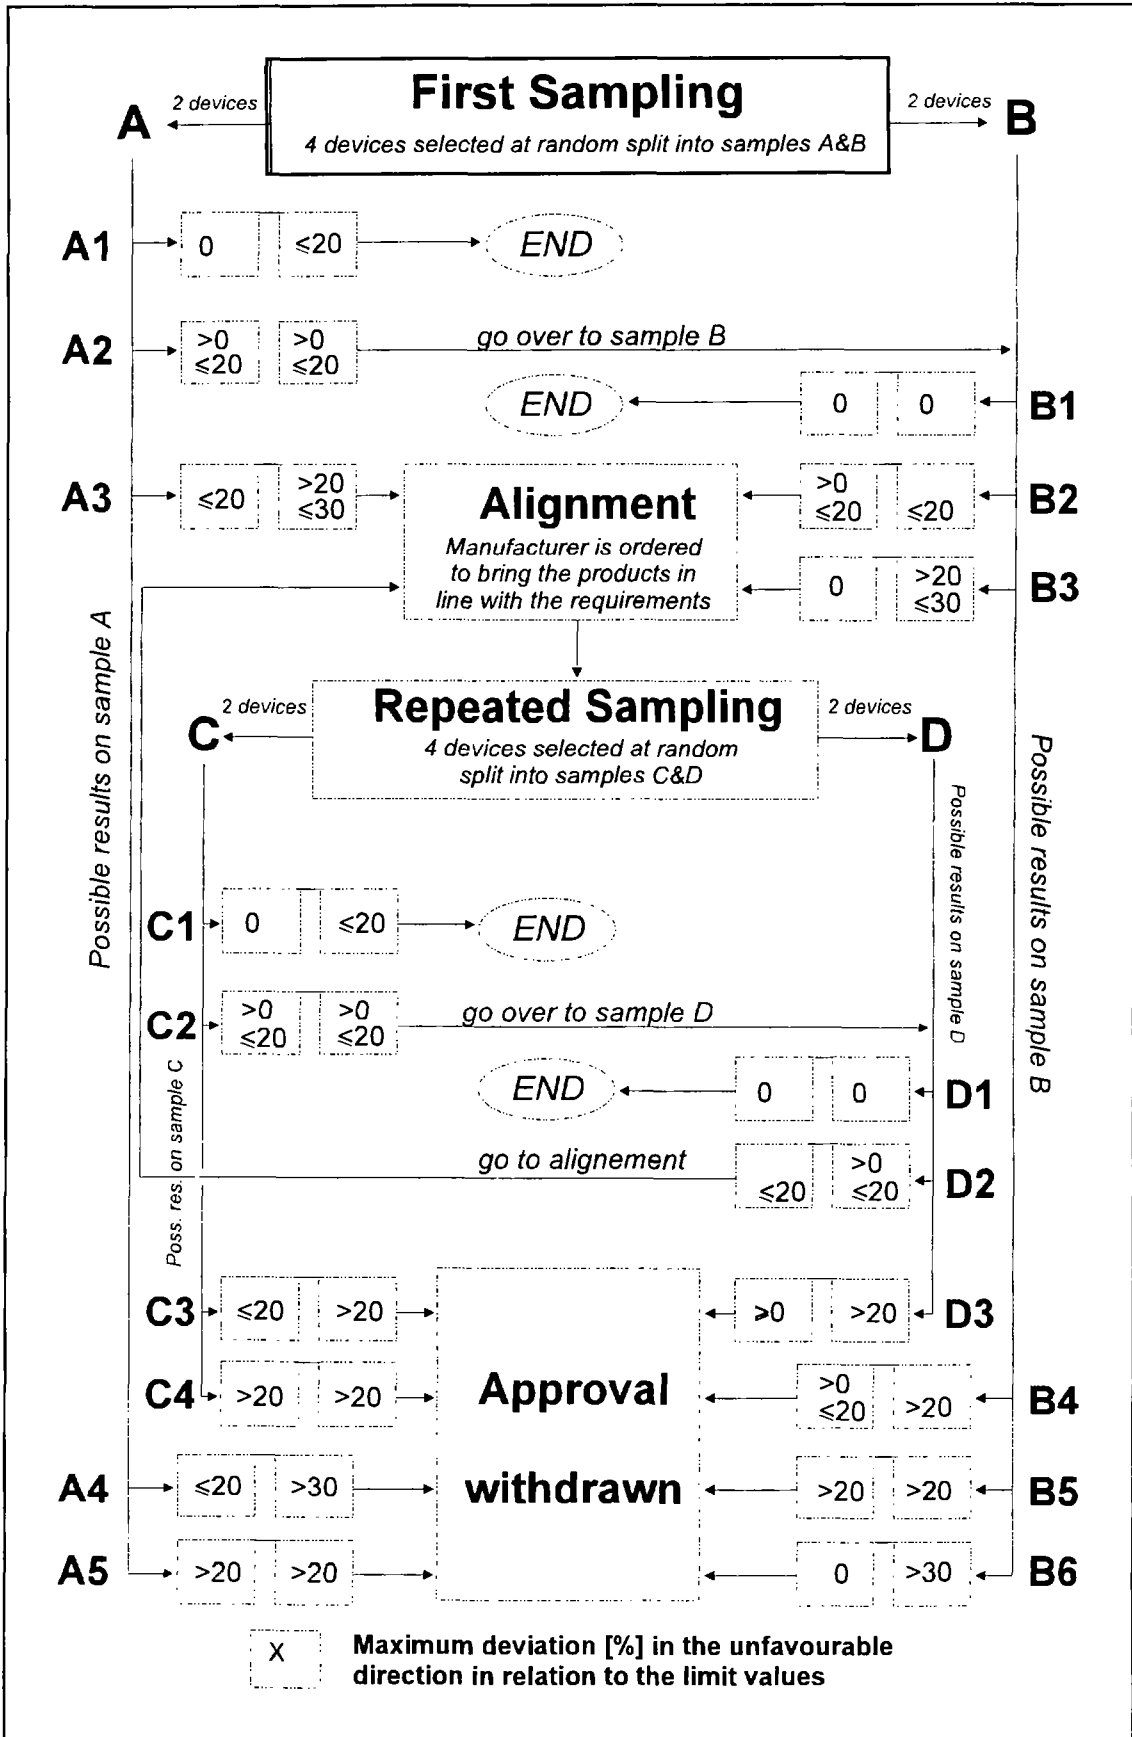 First Sampling
4 devices selected at random split into samples A&B
A
2 devices
2 devices
B
A1
0
≤20
END
A2
>0
≤20
>0
≤20
go over to sample B
END
0
0
B1
A3
≤20
>20
≤30
Alignment
Manufacturer is ordered
to bring the products in
line with the requirements
>0
≤20
≤20
B2
0
>20
≤30
B3
Possible results on sample A
Possible results on sample B
C
2 devices
Repeated Sampling
4 devices selected at random
split into samples C&D
2 devices
D
Possible results on sample D
Poss. res. on sample C
C1
0
≤20
END
C2
>0
≤20
>0
≤20
go over to sample D
END
0
0
D1
go to alignement
≤20
>0
≤20
D2
C3
≤20
>20
≥0
>20
D3
C4
>20
>20
Approval
withdrawn
>0
≤20
>20
B4
A4
≤20
>30
>20
>20
B5
A5
>20
>20
0
>30
B6
X
Maximum deviation [%] in the unfavourable
direction in relation to the limit values